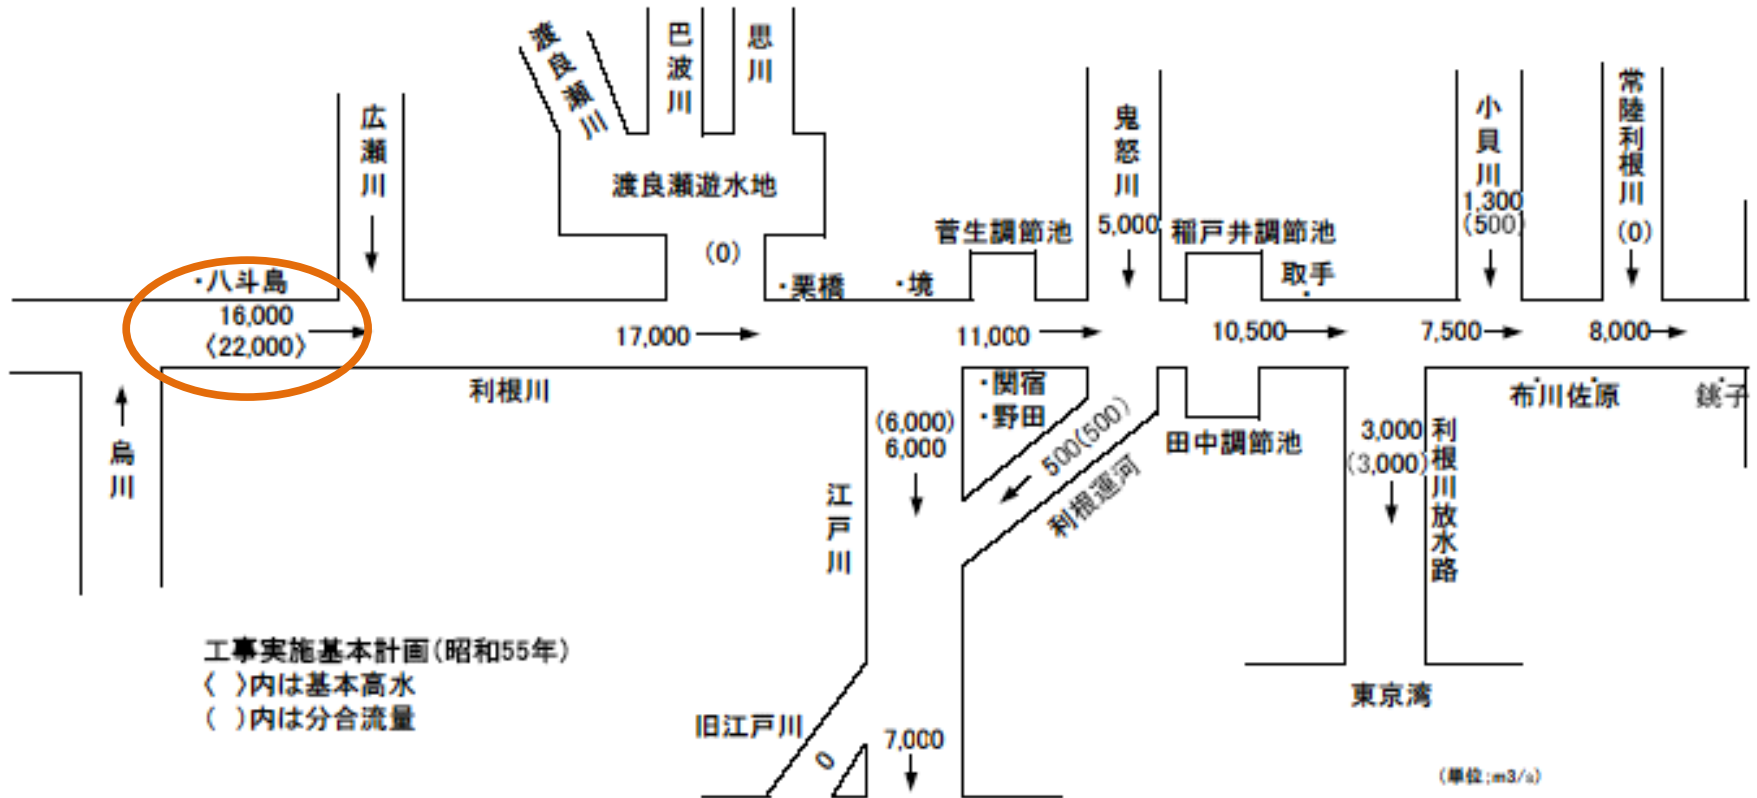 渡良瀬川
巴波川
思川
広瀬川
渡良瀬遊水地
(0)
鬼怒川
5,000
小貝川
1,300
(500)
常陸利根川
(0)
菅生調節池
稲戸井調節池
・取手
・八斗島
16,000
〈22,000〉
・栗橋
・境
17,000
11,000
10,500
7,500
8,000
利根川
烏川
・関宿
・野田
(6,000)
6,000
500(500)
利根運河
田中調節池
3,000
(3,000)
利根川放水路
・布川
・佐原
・銚子
江戸川
工事実施基本計画(昭和55年)
〈 〉内は基本高水
( )内は分合流量
旧江戸川
0
7,000
東京湾
(単位;m3/s)